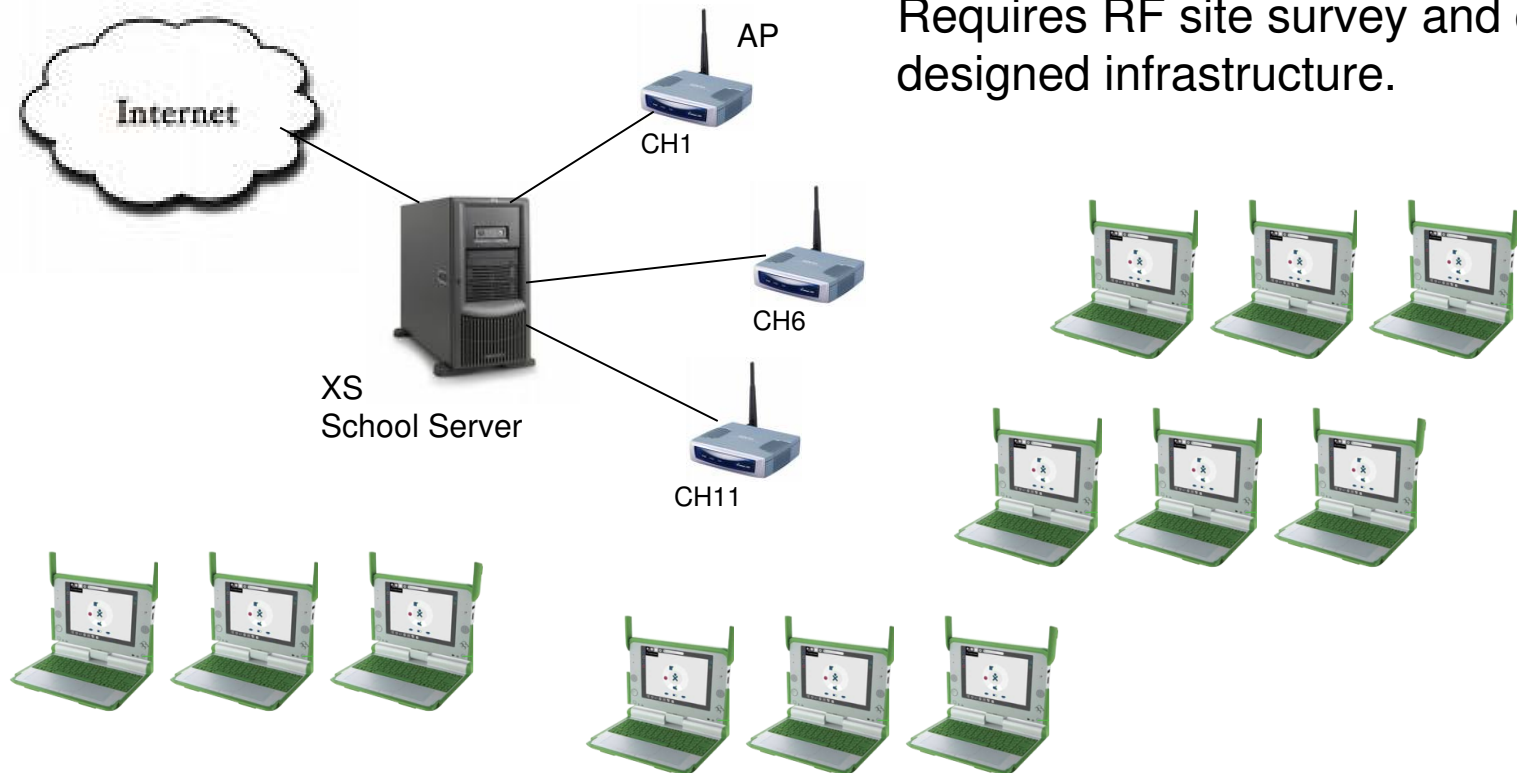 Requires RF site survey and
designed infrastructure.
AP
Internet
CH1
CH6
XS
School Server
CH11